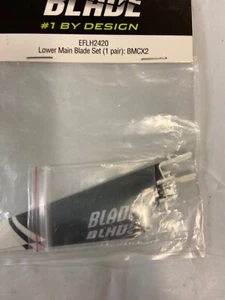 BLADE
#1 BY DESIGN
EFLH2420
Lower Main Blade Set (1 pair): BMCX2
BLADE
BLADE